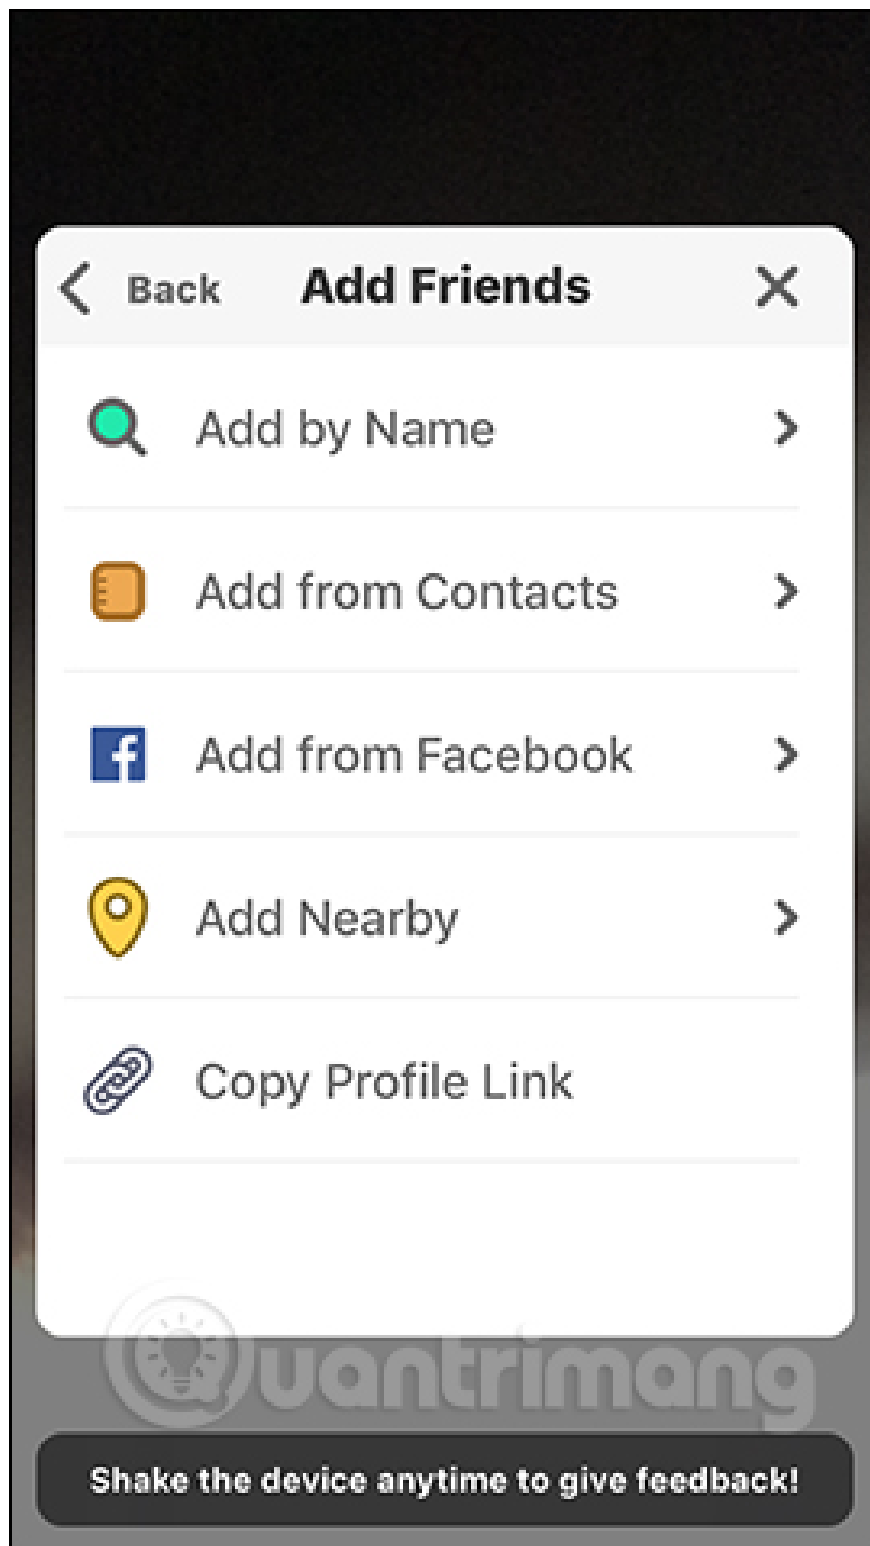 Back Add Friends
Add by Name
Add from Contacts
Add from Facebook
Add Nearby
Copy Profile Link
Quantrimang
Shake the device anytime to give feedback!